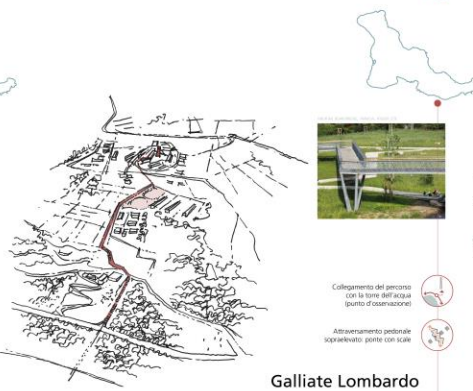 Collegamento del percorso
con la torre dell'acqua
(punto d'osservazione)
Attraversamento pedonale
sopraelevato: ponte con scale
Galliate Lombardo